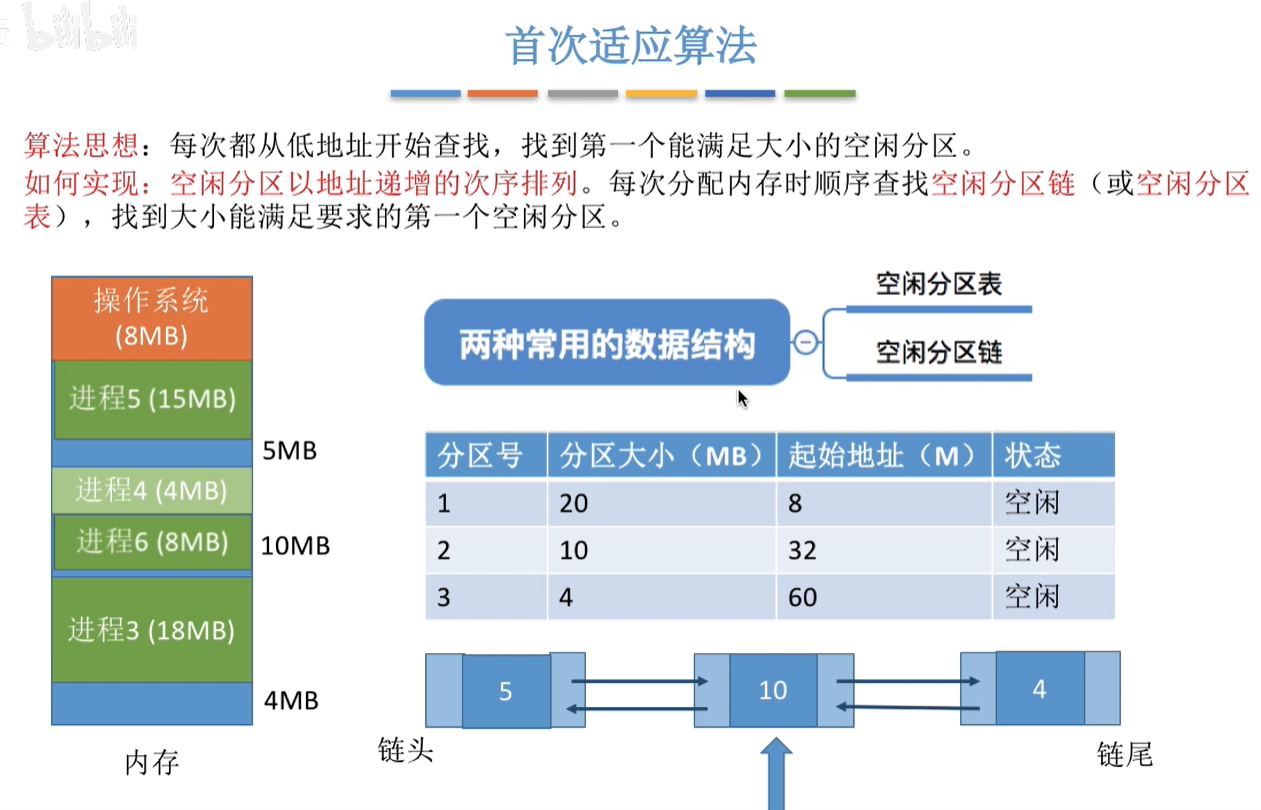 bilibili
首次适应算法
算法思想：每次都从低地址开始查找，找到第一个能满足大小的空闲分区。
如何实现：空闲分区以地址递增的次序排列。每次分配内存时顺序查找空闲分区链（或空闲分区
表），找到大小能满足要求的第一个空闲分区。
操作系统
(8MB)
进程5 (15MB)
5MB
进程4 (4MB)
进程6 (8MB)
10MB
进程3 (18MB)
4MB
内存
两种常用的数据结构
空闲分区表
空闲分区链
分区号 分区大小（MB） 起始地址（M） 状态
1 20 8 空闲
2 10 32 空闲
3 4 60 空闲
5 10 4
链头
链尾